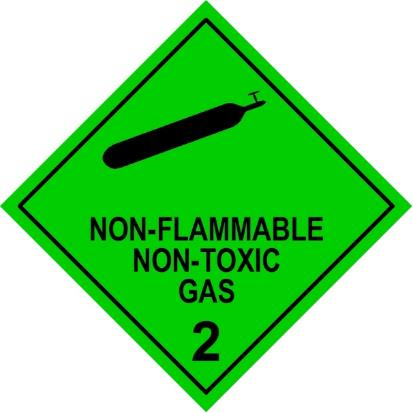 NON-FLAMMABLE
NON-TOXIC
GAS
2